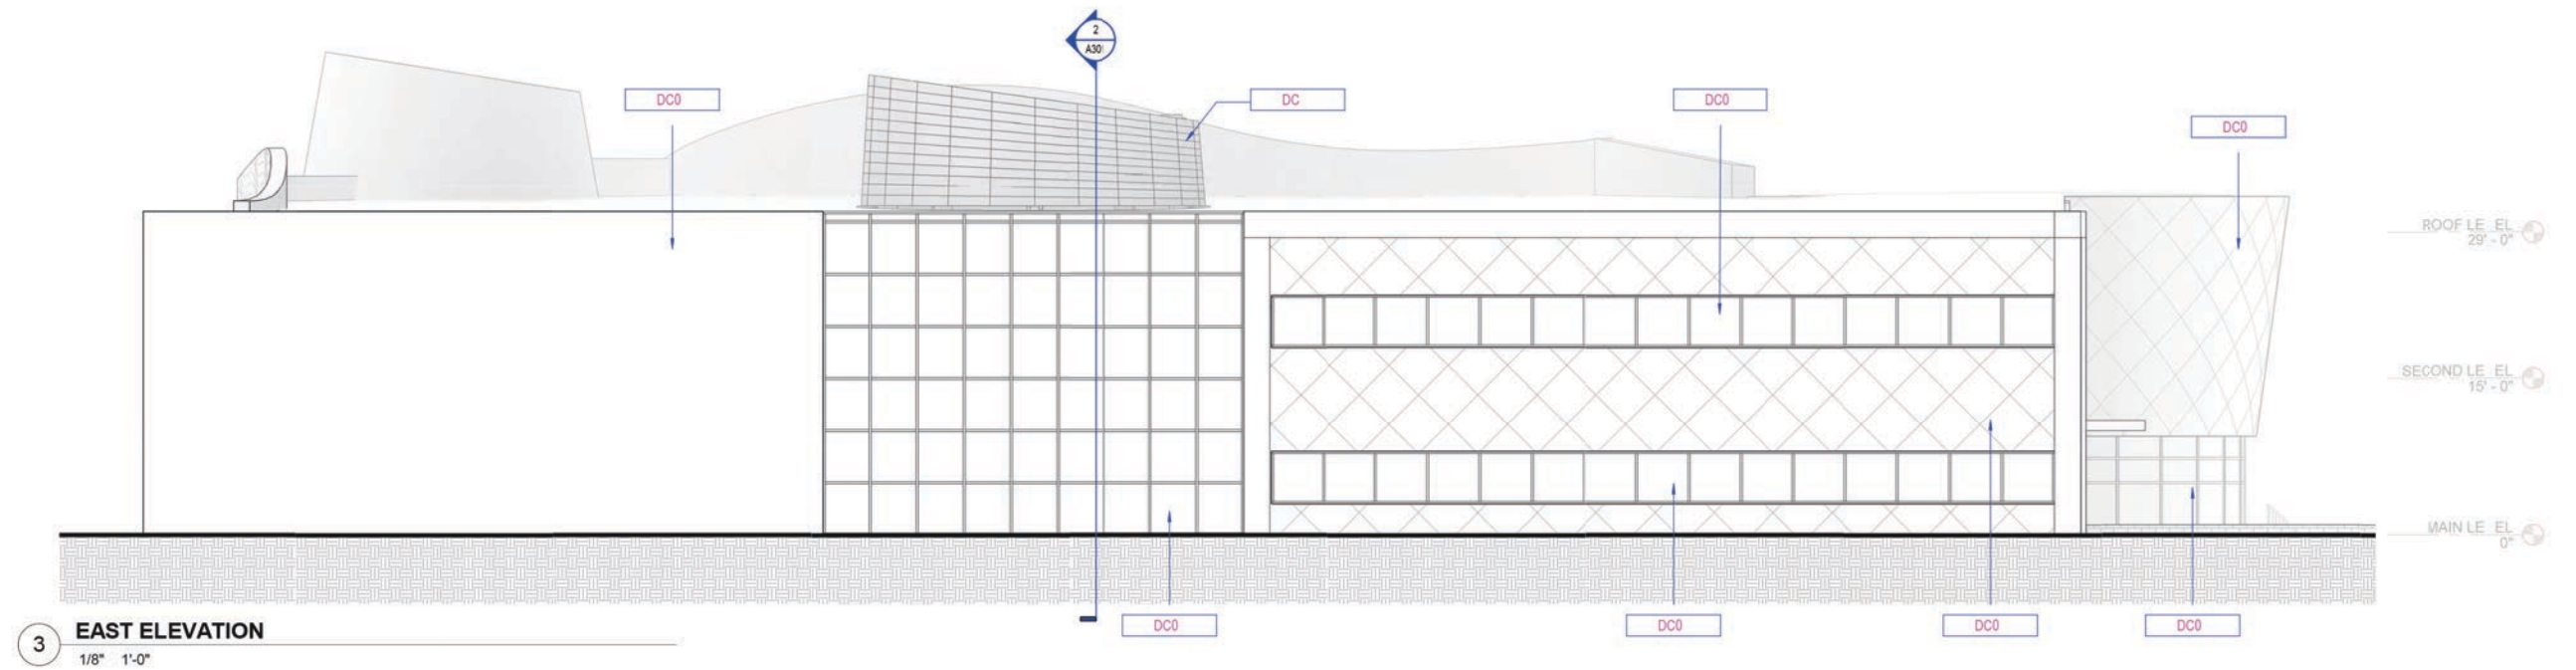 2
A30
DC0
DC
DC0
DC0
ROOF LE EL
29' - 0"
SECOND LE EL
15' - 0"
MAIN LE EL
0"
DC0
DC0
DC0
DC0
3
EAST ELEVATION
1/8" 1'-0"